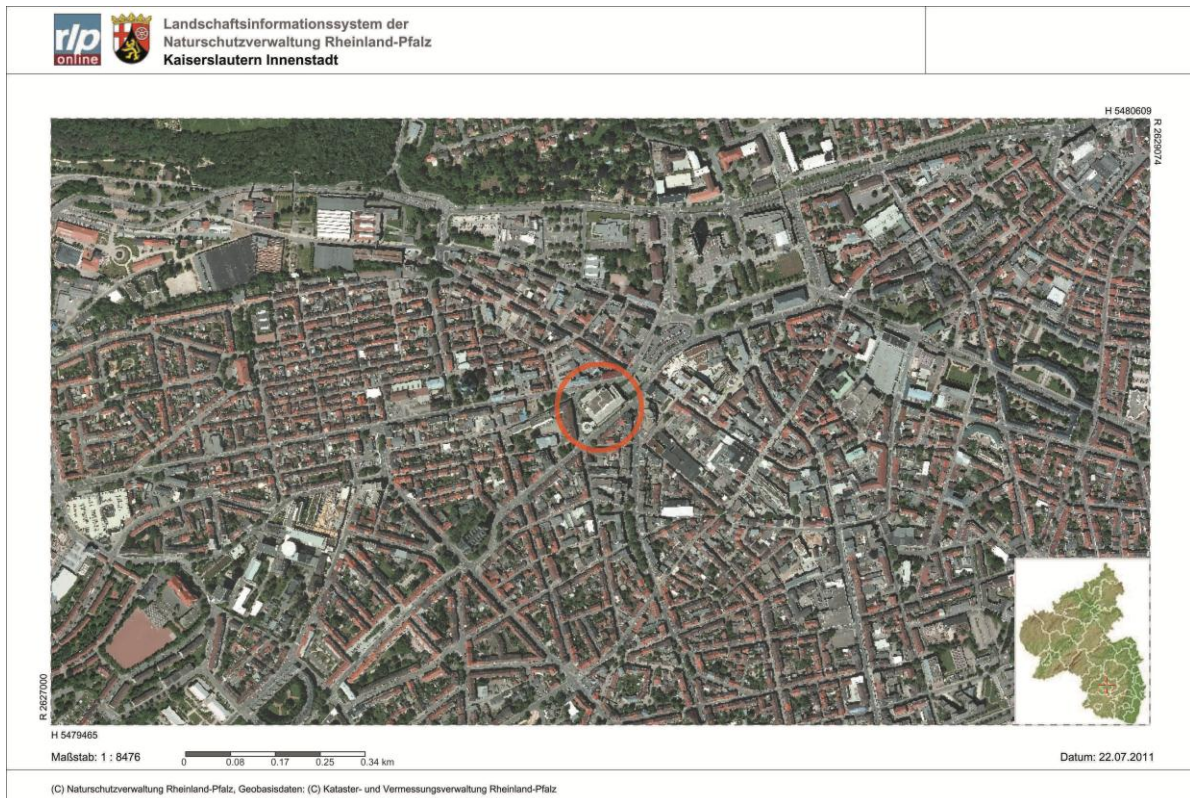 rlp
online
Landschaftsinformationssystem der
Naturschutzverwaltung Rheinland-Pfalz
Kaiserslautern Innenstadt
H 5480609
R 2629074
R 2627000
H 5479465
Maßstab: 1 : 8476
0 0.08 0.17 0.25 0.34 km
Datum: 22.07.2011
(C) Naturschutzverwaltung Rheinland-Pfalz, Geobasisdaten: (C) Kataster- und Vermessungsverwaltung Rheinland-Pfalz